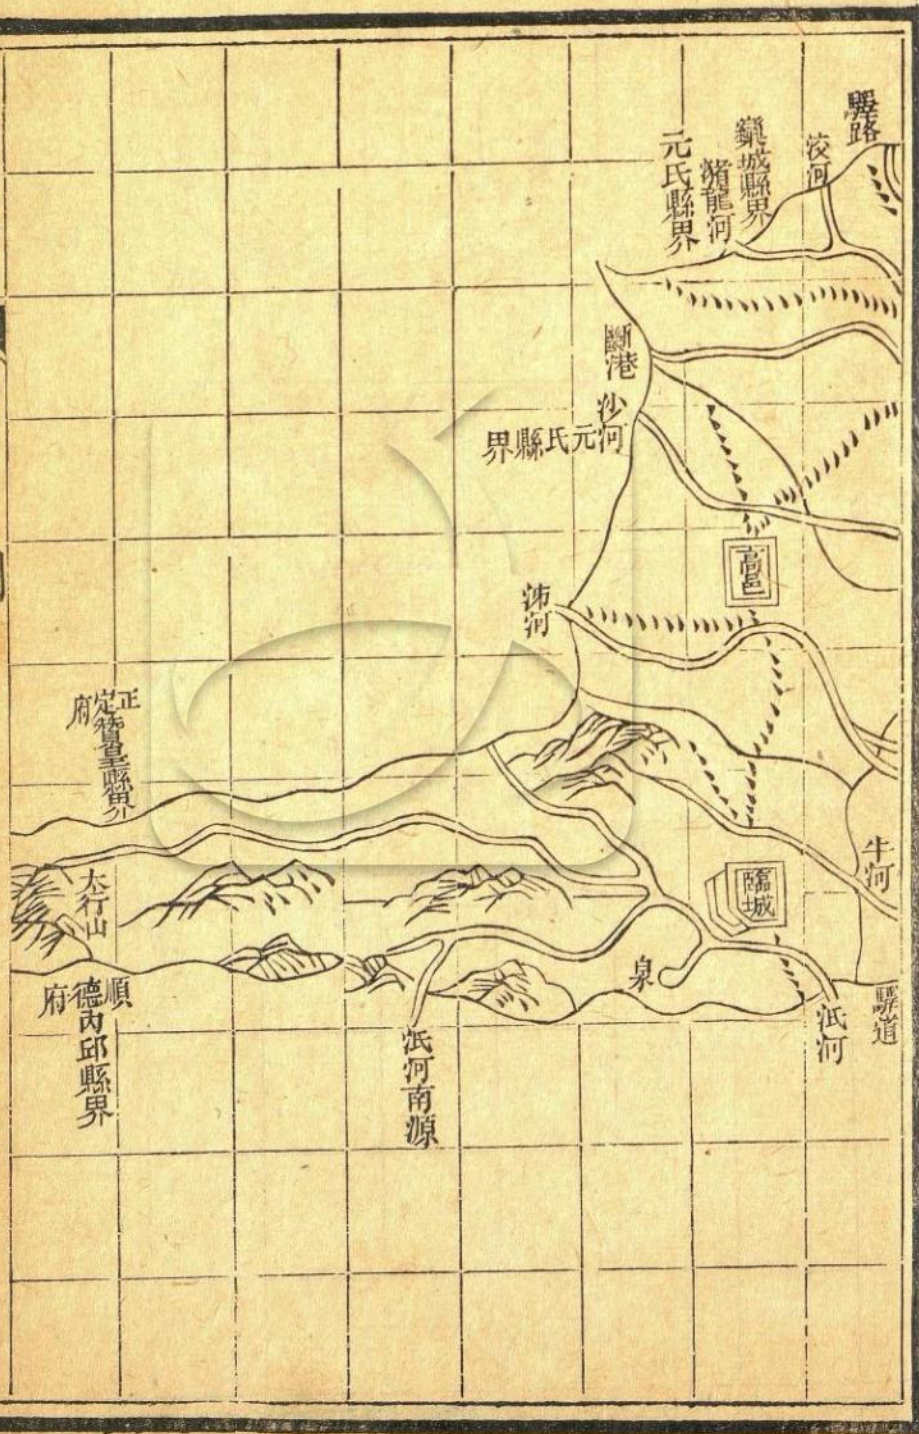 驛路
洨河
欒城縣界
豬龍河
元氏縣界
斷港
沙河
元氏縣界
高邑
泲河
牛河
臨城
驛道
泜河
泉
泜河南源
正定府
贊皇縣界
太行山
順德府
內邱縣界